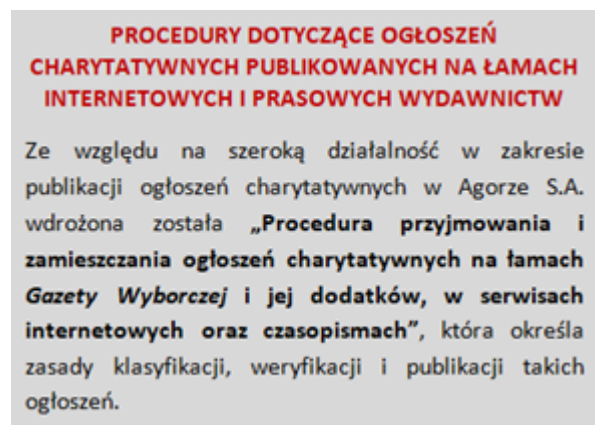 PROCEDURY DOTYCZĄCE OGŁOSZEŃ
CHARYTATYWNYCH PUBLIKOWANYCH NA ŁAMACH
INTERNETOWYCH I PRASOWYCH WYDAWNICTW
Ze względu na szeroką działalność w zakresie
publikacji ogłoszeń charytatywnych w Agorze S.A.
wdrożona została „Procedura przyjmowania i
zamieszczania ogłoszeń charytatywnych na łamach
Gazety Wyborczej i jej dodatków, w serwisach
internetowych oraz czasopismach”, która określa
zasady klasyfikacji, weryfikacji i publikacji takich
ogłoszeń.